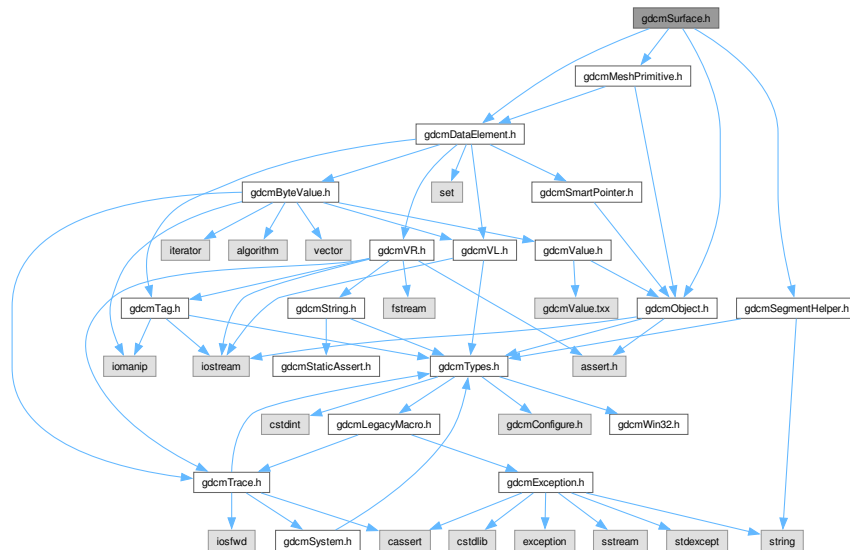 gdcmSurface.h
gdcmMeshPrimitive.h
gdcmDataElement.h
gdcmByteValue.h
set
gdcmSmartPointer.h
iterator
algorithm
vector
gdcmVR.h
gdcmVL.h
gdcmValue.h
gdcmTag.h
gdcmString.h
fstream
gdcmValue.txx
gdcmObject.h
gdcmSegmentHelper.h
iomanip
iostream
gdcmStaticAssert.h
gdcmTypes.h
assert.h
cstdint
gdcmLegacyMacro.h
gdcmConfigure.h
gdcmWin32.h
gdcmTrace.h
gdcmException.h
iosfwd
gdcmSystem.h
cassert
cstdlib
exception
sstream
stdexcept
string